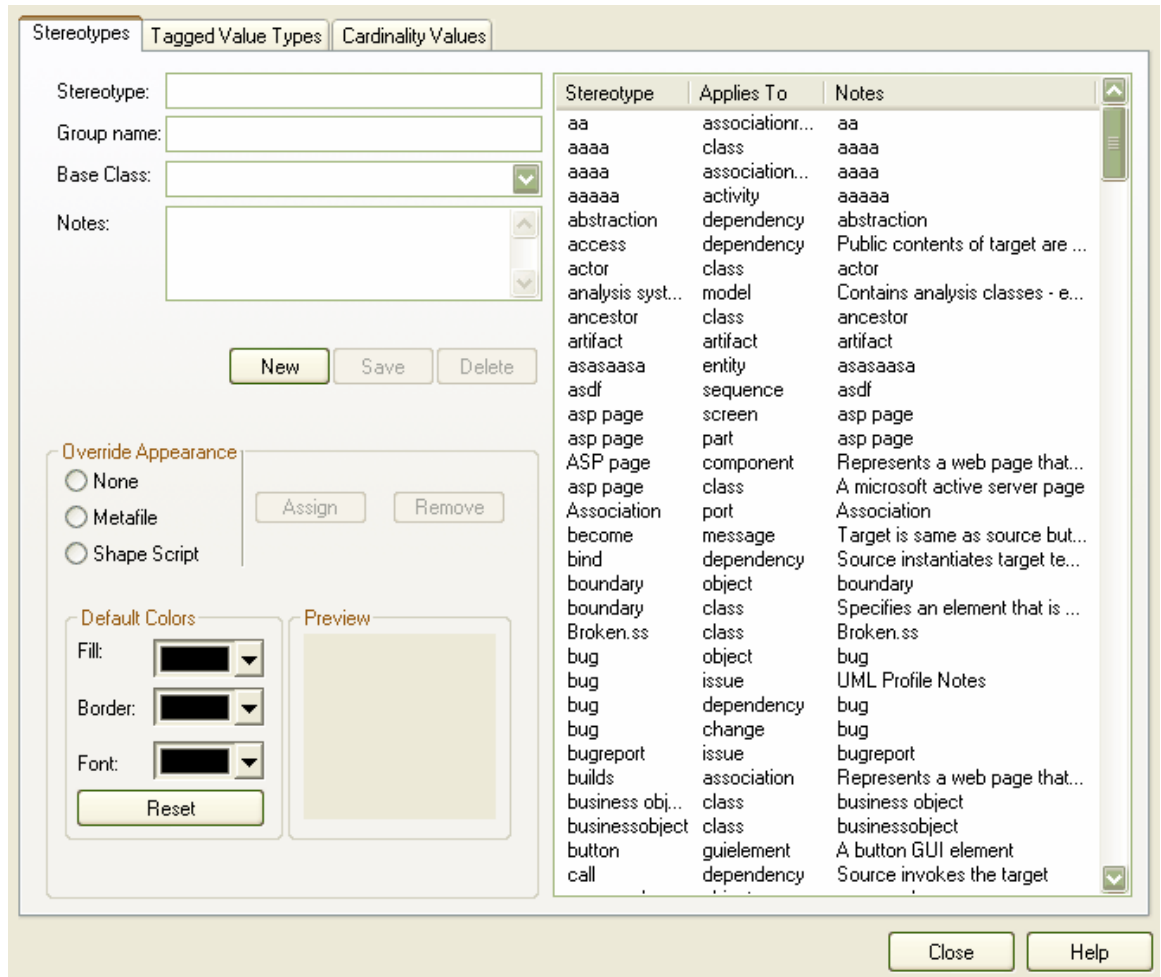 Stereotypes Tagged Value Types Cardinality Values
Stereotype:
Group name:
Base Class:
Notes:
New Save Delete
Override Appearance
None
Metafile
Shape Script
Assign Remove
Default Colors
Fill:
Border:
Font:
Reset
Preview
Stereotype Applies To Notes
aa associationr... aa
aaaa class aaaa
aaaa association... aaaa
aaaaa activity aaaaa
abstraction dependency abstraction
access dependency Public contents of target are ...
actor class actor
analysis syst... model Contains analysis classes - e...
ancestor class ancestor
artifact artifact artifact
asasaasa entity asasaasa
asdf sequence asdf
asp page screen asp page
asp page part asp page
ASP page component Represents a web page that...
asp page class A microsoft active server page
Association port Association
become message Target is same as source but...
bind dependency Source instantiates target te...
boundary object boundary
boundary class Specifies an element that is ...
Broken.ss class Broken.ss
bug object bug
bug issue UML Profile Notes
bug dependency bug
bug change bug
bugreport issue bugreport
builds association Represents a web page that...
business obj... class business object
businessobject class businessobject
button guielement A button GUI element
call dependency Source invokes the target
Close Help